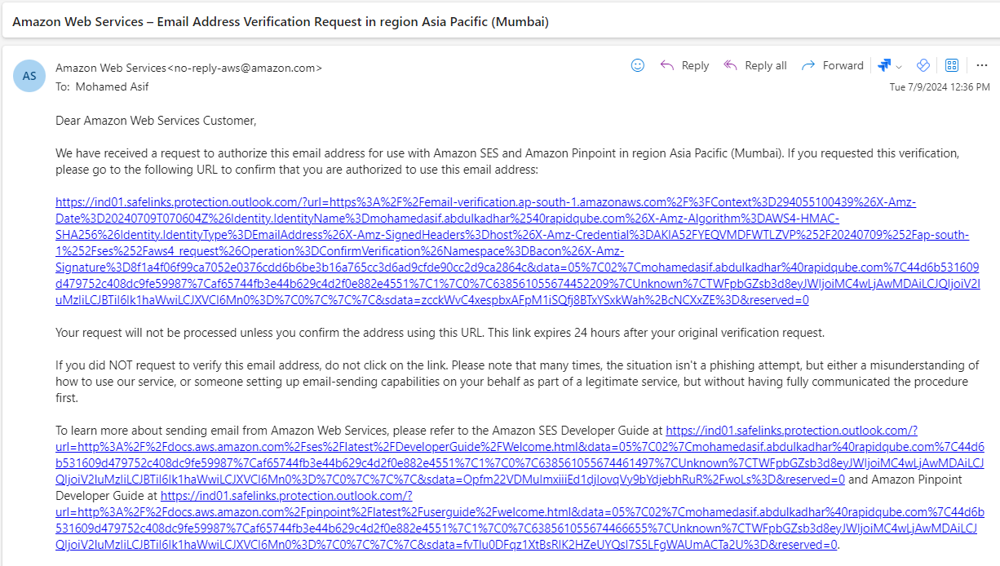 Amazon Web Services – Email Address Verification Request in region Asia Pacific (Mumbai)
AS
Amazon Web Services<no-reply-aws@amazon.com>
Reply
Reply all
Forward
To: Mohamed Asif
Tue 7/9/2024 12:36 PM
Dear Amazon Web Services Customer,
We have received a request to authorize this email address for use with Amazon SES and Amazon Pinpoint in region Asia Pacific (Mumbai). If you requested this verification,
please go to the following URL to confirm that you are authorized to use this email address:
https://ind01.safelinks.protection.outlook.com/?url=https%3A%2F%2Femail-verification.ap-south-1.amazonaws.com%2F%3FContext%3D294055100439%26X-Amz-
Date%3D20240709T070604Z%26Identity.IdentityName%3Dmohamedasif.abdulkadhar%2540rapidqube.com%26X-Amz-Algorithm%3DAWS4-HMAC-
SHA256%26Identity.IdentityType%3DEmailAddress%26X-Amz-SignedHeaders%3Dhost%26X-Amz-Credential%3DAKIA52FYEQVMDFWTLZVP%252F20240709%252Fap-south-
1%252Fses%252Faws4_request%26Operation%3DConfirmVerification%26Namespace%3DBacon%26X-Amz-
Signature%3D8f1a4f06f99ca7052e0376cdd6b6be3b16a765cc3d6ad9cfde90cc2d9ca2864c&data=05%7C02%7Cmohamedasif.abdulkadhar%40rapidqube.com%7C44d6b531609
d479752c408dc9fe59987%7Caf65744fb3e44b629c4d2f0e882e4551%7C1%7C0%7C638561055674452209%7CUnknown%7CTWFpbGZsb3d8eyJWIjoiMC4wLjAwMDAiLCJQIjoiV2l
uMzIiLCJBTiI6Ik1haWwiLCJXVCI6Mn0%3D%7C0%7C%7C%7C&sdata=zcckWvC4xespbxAFpM1iSQfj8BTxYSxkWah%2BcNCXxZE%3D&reserved=0
Your request will not be processed unless you confirm the address using this URL. This link expires 24 hours after your original verification request.
If you did NOT request to verify this email address, do not click on the link. Please note that many times, the situation isn't a phishing attempt, but either a misunderstanding of
how to use our service, or someone setting up email-sending capabilities on your behalf as part of a legitimate service, but without having fully communicated the procedure
first.
To learn more about sending email from Amazon Web Services, please refer to the Amazon SES Developer Guide at https://ind01.safelinks.protection.outlook.com/?
url=http%3A%2F%2Fdocs.aws.amazon.com%2Fses%2Flatest%2FDeveloperGuide%2FWelcome.html&data=05%7C02%7Cmohamedasif.abdulkadhar%40rapidqube.com%7C44d6
b531609d479752c408dc9fe59987%7Caf65744fb3e44b629c4d2f0e882e4551%7C1%7C0%7C638561055674461497%7CUnknown%7CTWFpbGZsb3d8eyJWIjoiMC4wLjAwMDAiLCJ
QIjoiV2luMzIiLCJBTiI6Ik1haWwiLCJXVCI6Mn0%3D%7C0%7C%7C%7C&sdata=Opfm22VDMuImxiiiEd1djIovqVy9bYdjebhRuR%2FwoLs%3D&reserved=0 and Amazon Pinpoint
Developer Guide at https://ind01.safelinks.protection.outlook.com/?
url=http%3A%2F%2Fdocs.aws.amazon.com%2Fpinpoint%2Flatest%2Fuserguide%2Fwelcome.html&data=05%7C02%7Cmohamedasif.abdulkadhar%40rapidqube.com%7C44d6b
531609d479752c408dc9fe59987%7Caf65744fb3e44b629c4d2f0e882e4551%7C1%7C0%7C638561055674466655%7CUnknown%7CTWFpbGZsb3d8eyJWIjoiMC4wLjAwMDAiLCJ
QIjoiV2luMzIiLCJBTiI6Ik1haWwiLCJXVCI6Mn0%3D%7C0%7C%7C%7C&sdata=fvTIu0DFqz1XtBsRlK2HZeUYQsl7S5LFgWAUmACTa2U%3D&reserved=0.